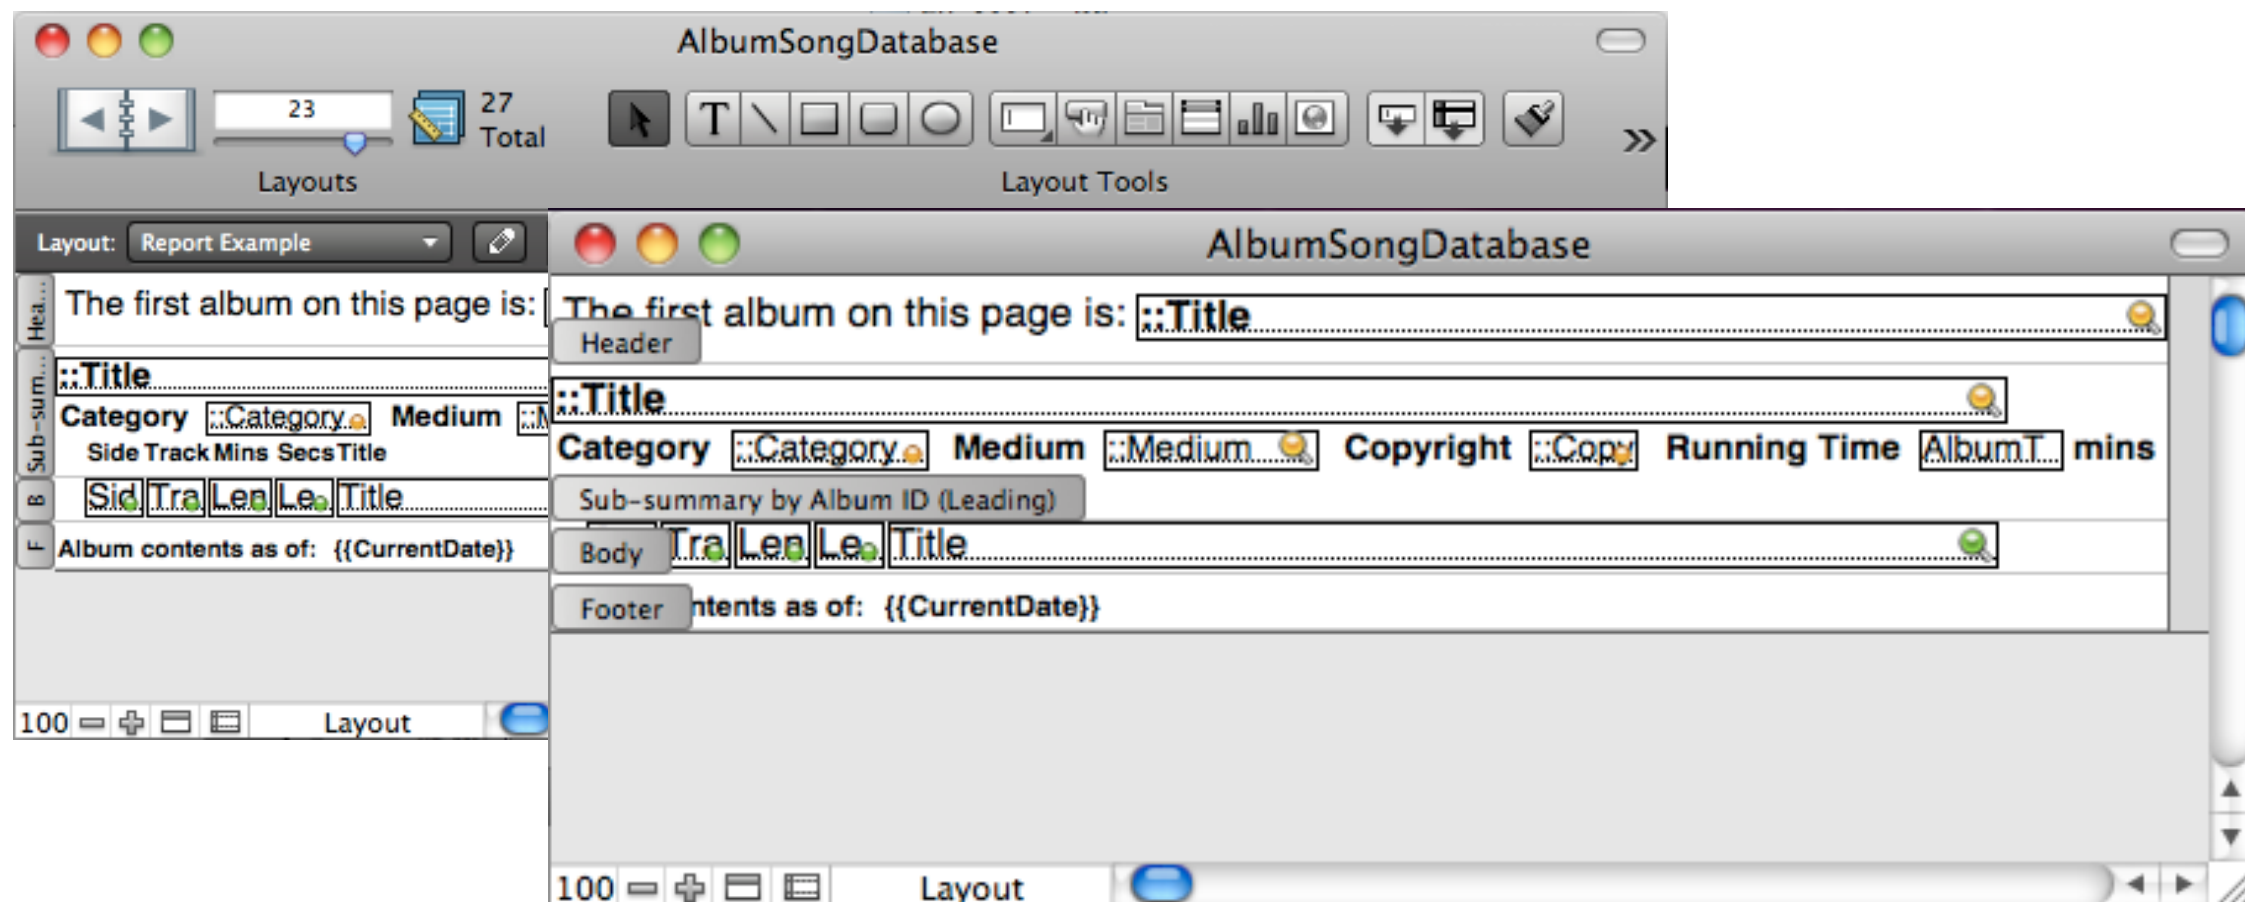 AlbumSongDatabase
23
27
Total
Layouts
Layout Tools
Layout: Report Example
Hea...
The first album on this page is:
Sub-sum...
::Title
Category ::Category Medium ::M
Side Track Mins Secs Title
B
Sid Tra Len Le Title
F
Album contents as of: {{CurrentDate}}
100
Layout
AlbumSongDatabase
The first album on this page is: ::Title
Header
::Title
Category ::Category Medium ::Medium Copyright ::Copy Running Time AlbumT mins
Sub-summary by Album ID (Leading)
Body Tra Len Le Title
Footer ntents as of: {{CurrentDate}}
100
Layout